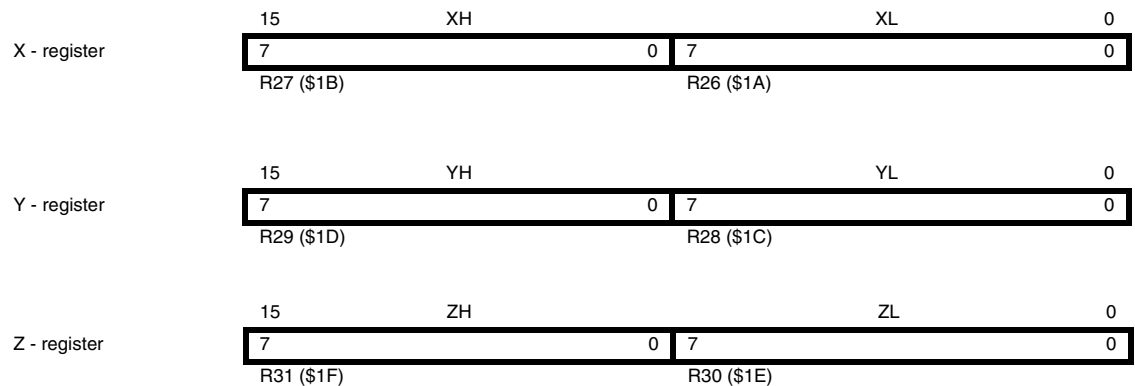 15 XH XL 0
X - register 7 0 7 0
R27 ($1B) R26 ($1A)
15 YH YL 0
Y - register 7 0 7 0
R29 ($1D) R28 ($1C)
15 ZH ZL 0
Z - register 7 0 7 0
R31 ($1F) R30 ($1E)